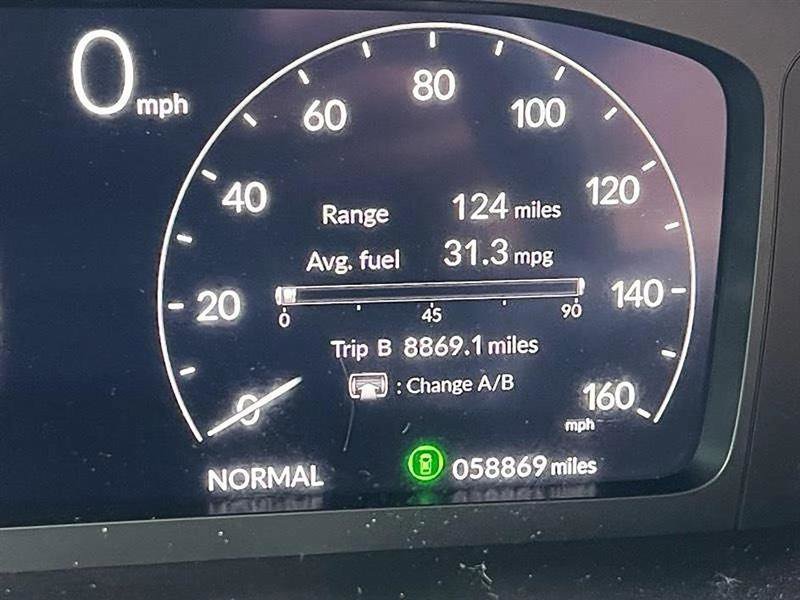 0 mph
80
60
100
40
120
Range 124 miles
Avg. fuel 31.3 mpg
20
140
0 45 90
Trip B 8869.1 miles
: Change A/B
0
160
mph
NORMAL
058869 miles